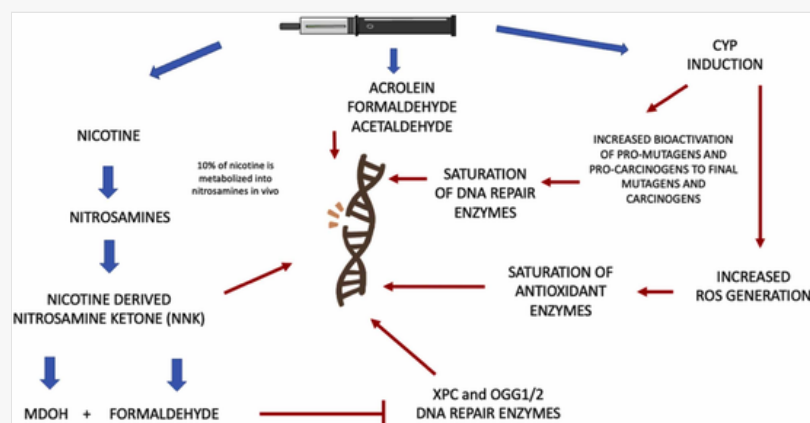 CYP
INDUCTION
ACROLEIN
FORMALDEHYDE
ACETALDEHYDE
NICOTINE
10% of nicotine is
metabolized into
nitrosamines in vivo
INCREASED BIOACTIVATION
OF PRO-MUTAGENS AND
PRO-CARCINOGENS TO FINAL
MUTAGENS AND
CARCINOGENS
SATURATION
OF DNA REPAIR
ENZYMES
NITROSAMINES
SATURATION OF
ANTIOXIDANT
ENZYMES
INCREASED
ROS GENERATION
NICOTINE DERIVED
NITROSAMINE KETONE (NNK)
XPC and OGG1/2
DNA REPAIR ENZYMES
MDOH + FORMALDEHYDE